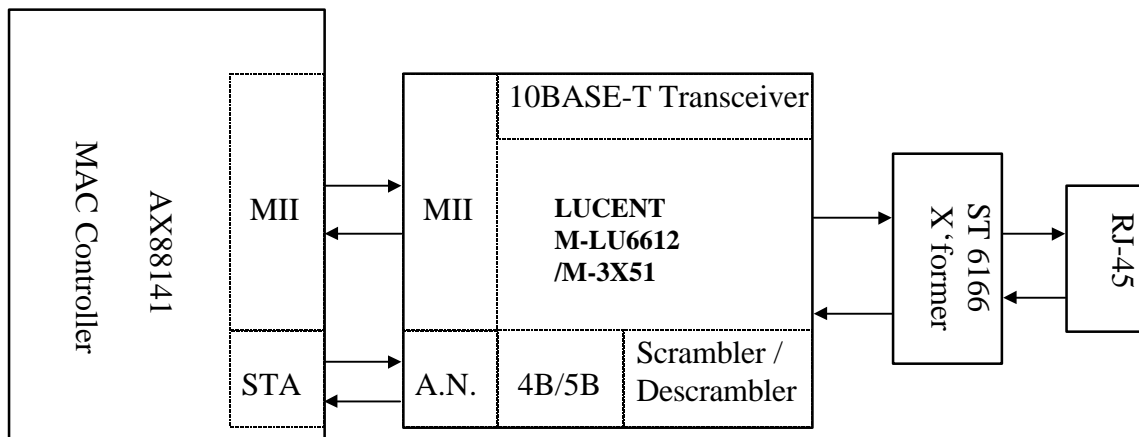 MAC Controller
AX88141
MII
STA
MII
A.N.
10BASE-T Transceiver
LUCENT
M-LU6612
/M-3X51
4B/5B
Scrambler /
Descrambler
ST 6166
X‘former
RJ-45